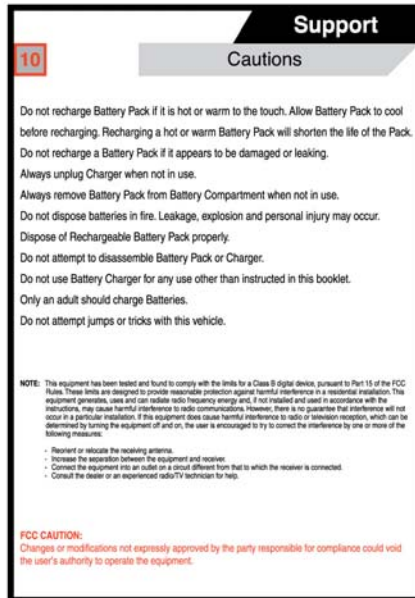 Support
10
Cautions
Do not recharge Battery Pack if it is hot or warm to the touch. Allow Battery Pack to cool
before recharging. Recharging a hot or warm Battery Pack will shorten the life of the Pack.
Do not recharge a Battery Pack if it appears to be damaged or leaking.
Always unplug Charger when not in use.
Always remove Battery Pack from Battery Compartment when not in use.
Do not dispose batteries in fire. Leakage, explosion and personal injury may occur.
Dispose of Rechargeable Battery Pack properly.
Do not attempt to disassemble Battery Pack or Charger.
Do not use Battery Charger for any use other than instructed in this booklet.
Only an adult should charge Batteries.
Do not attempt jumps or tricks with this vehicle.
NOTE: This equipment has been tested and found to comply with the limits for a Class B digital device, pursuant to Part 15 of the FCC
Rules. These limits are designed to provide reasonable protection against harmful interference in a residential installation. This
equipment generates, uses and can radiate radio frequency energy and, if not installed and used in accordance with the
instructions, may cause harmful interference to radio communications. However, there is no guarantee that interference will not
occur in a particular installation. If this equipment does cause harmful interference to radio or television reception, which can be
determined by turning the equipment off and on, the user is encouraged to try to correct the interference by one or more of the
following measures:
- Reorient or relocate the receiving antenna.
- Increase the separation between the equipment and receiver.
- Connect the equipment into an outlet on a circuit different from that to which the receiver is connected.
- Consult the dealer or an experienced radio/TV technician for help.
FCC CAUTION:
Changes or modifications not expressly approved by the party responsible for compliance could void
the user's authority to operate the equipment.